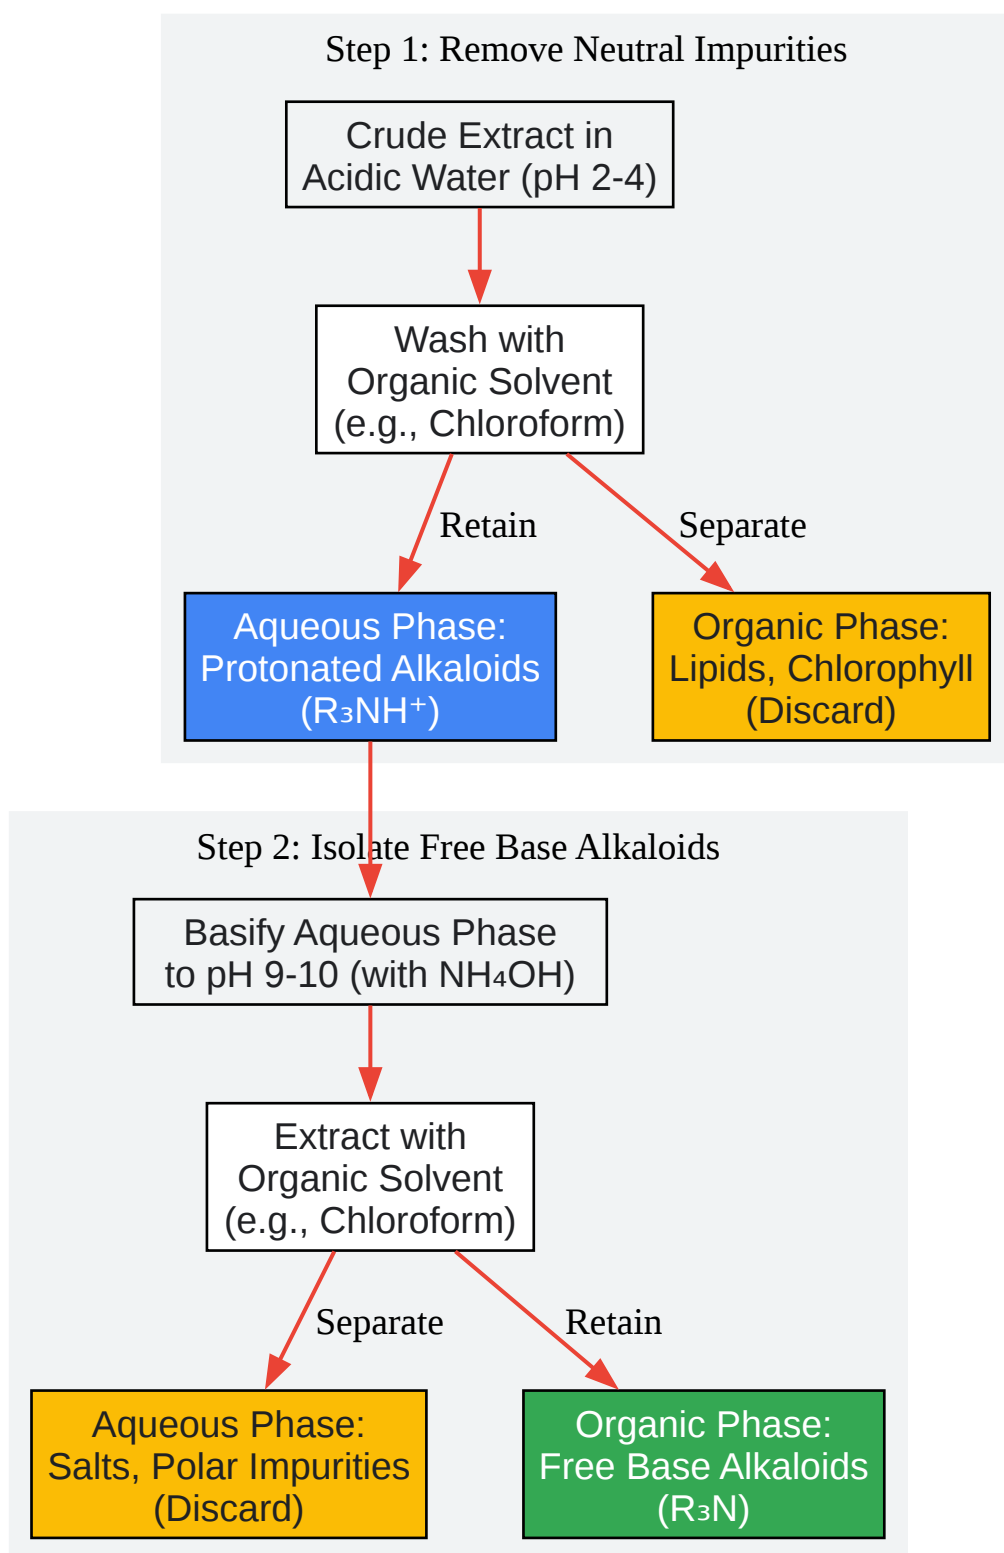 Step 1: Remove Neutral Impurities
Crude Extract in
Acidic Water (pH 2-4)
Wash with
Organic Solvent
(e.g., Chloroform)
Retain
Separate
Aqueous Phase:
Protonated Alkaloids
(R₃NH⁺)
Organic Phase:
Lipids, Chlorophyll
(Discard)
Step 2: Isolate Free Base Alkaloids
Basify Aqueous Phase
to pH 9-10 (with NH₄OH)
Extract with
Organic Solvent
(e.g., Chloroform)
Separate
Retain
Aqueous Phase:
Salts, Polar Impurities
(Discard)
Organic Phase:
Free Base Alkaloids
(R₃N)